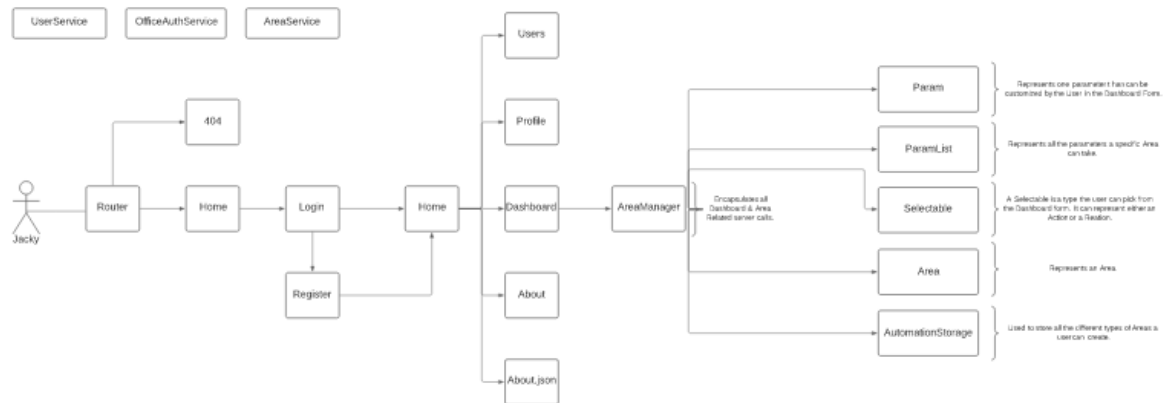 UserService
OfficeAuthService
AreaService
Users
404
Profile
Jacky
Router
Home
Login
Home
Dashboard
AreaManager
Encapsulates all
Dashboard & Area
Related server calls.
Register
About
About.json
Param
Represents one parameter
can be
customized by the User in the Dashboard Form.
ParamList
Represents all the parameters a specific Area
can take.
Selectable
A Selectable is a type the user can pick from
the Dashboard form. It can represent either an
Action or a Reation.
Area
Represents an Area
AutomationStorage
Used to store all the different types of Areas a
user can create.